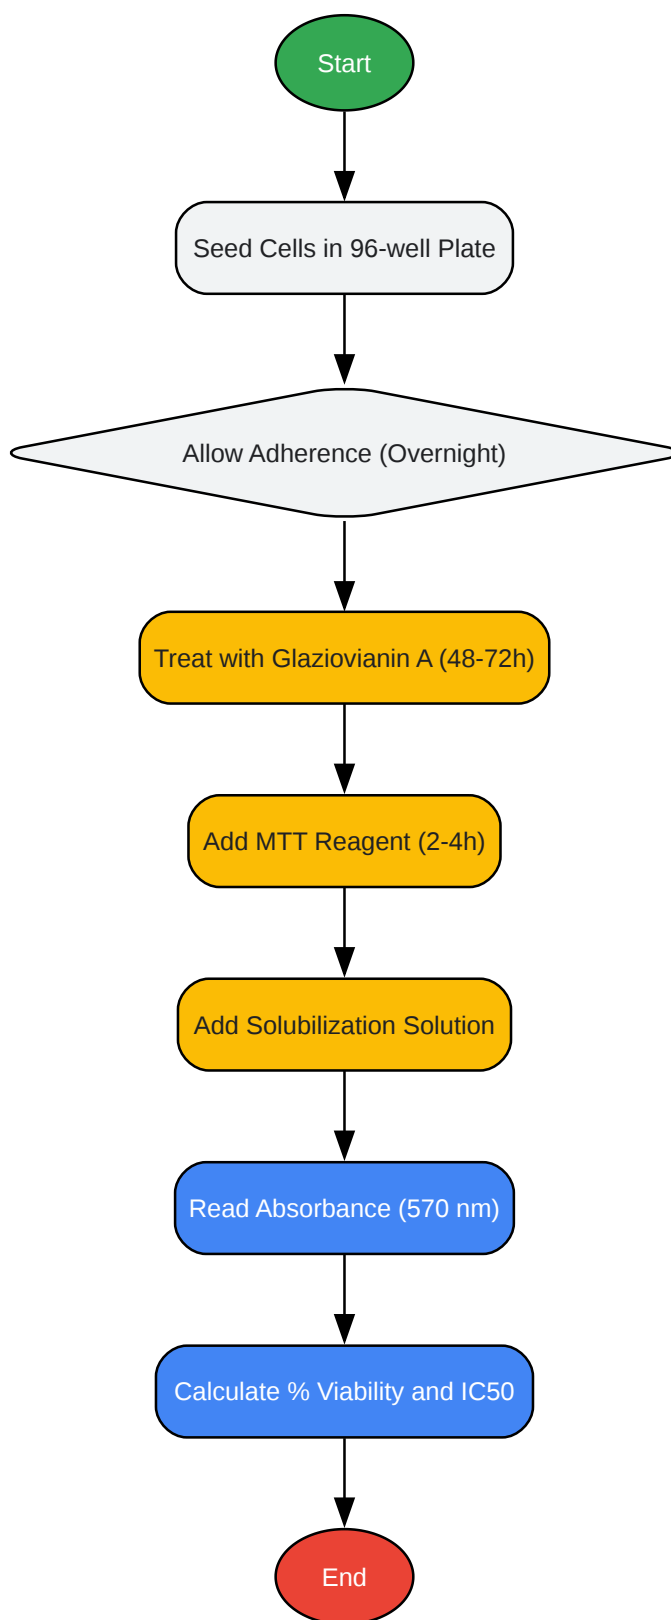 Start
Seed Cells in 96-well Plate
Allow Adherence (Overnight)
Treat with Glaziovianin A (48-72h)
Add MTT Reagent (2-4h)
Add Solubilization Solution
Read Absorbance (570 nm)
Calculate % Viability and IC50
End